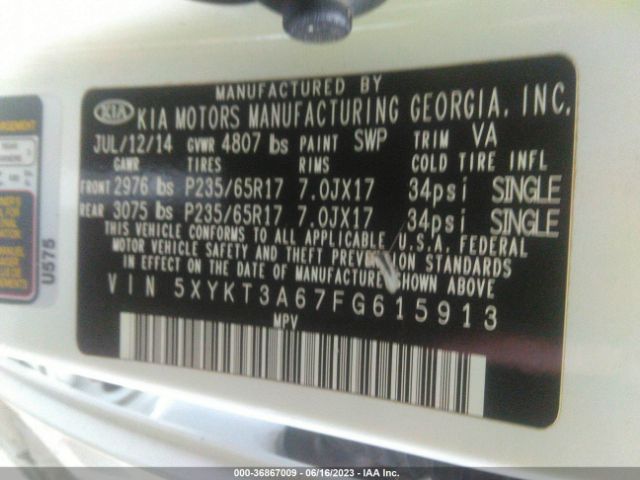 MANUFACTURED BY
KIA KIA MOTORS MANUFACTURING GEORGIA, INC.
JUL/12/14 GVWR 4807 lbs PAINT SWP TRIM VA
GAWR TIRES RIMS COLD TIRE INFL
FRONT 2976 lbs P235/65R17 7.0JX17 34psi SINGLE
REAR 3075 lbs P235/65R17 7.0JX17 34psi SINGLE
THIS VEHICLE CONFORMS TO ALL APPLICABLE U.S.A. FEDERAL
MOTOR VEHICLE SAFETY AND THEFT PREVENTION STANDARDS
IN EFFECT ON THE DATE OF MANUFACTURE SHOWN ABOVE
VIN 5XYKT3A67FG615913
MPV
U575
000-36867009 - 06/16/2023 - IAA Inc.